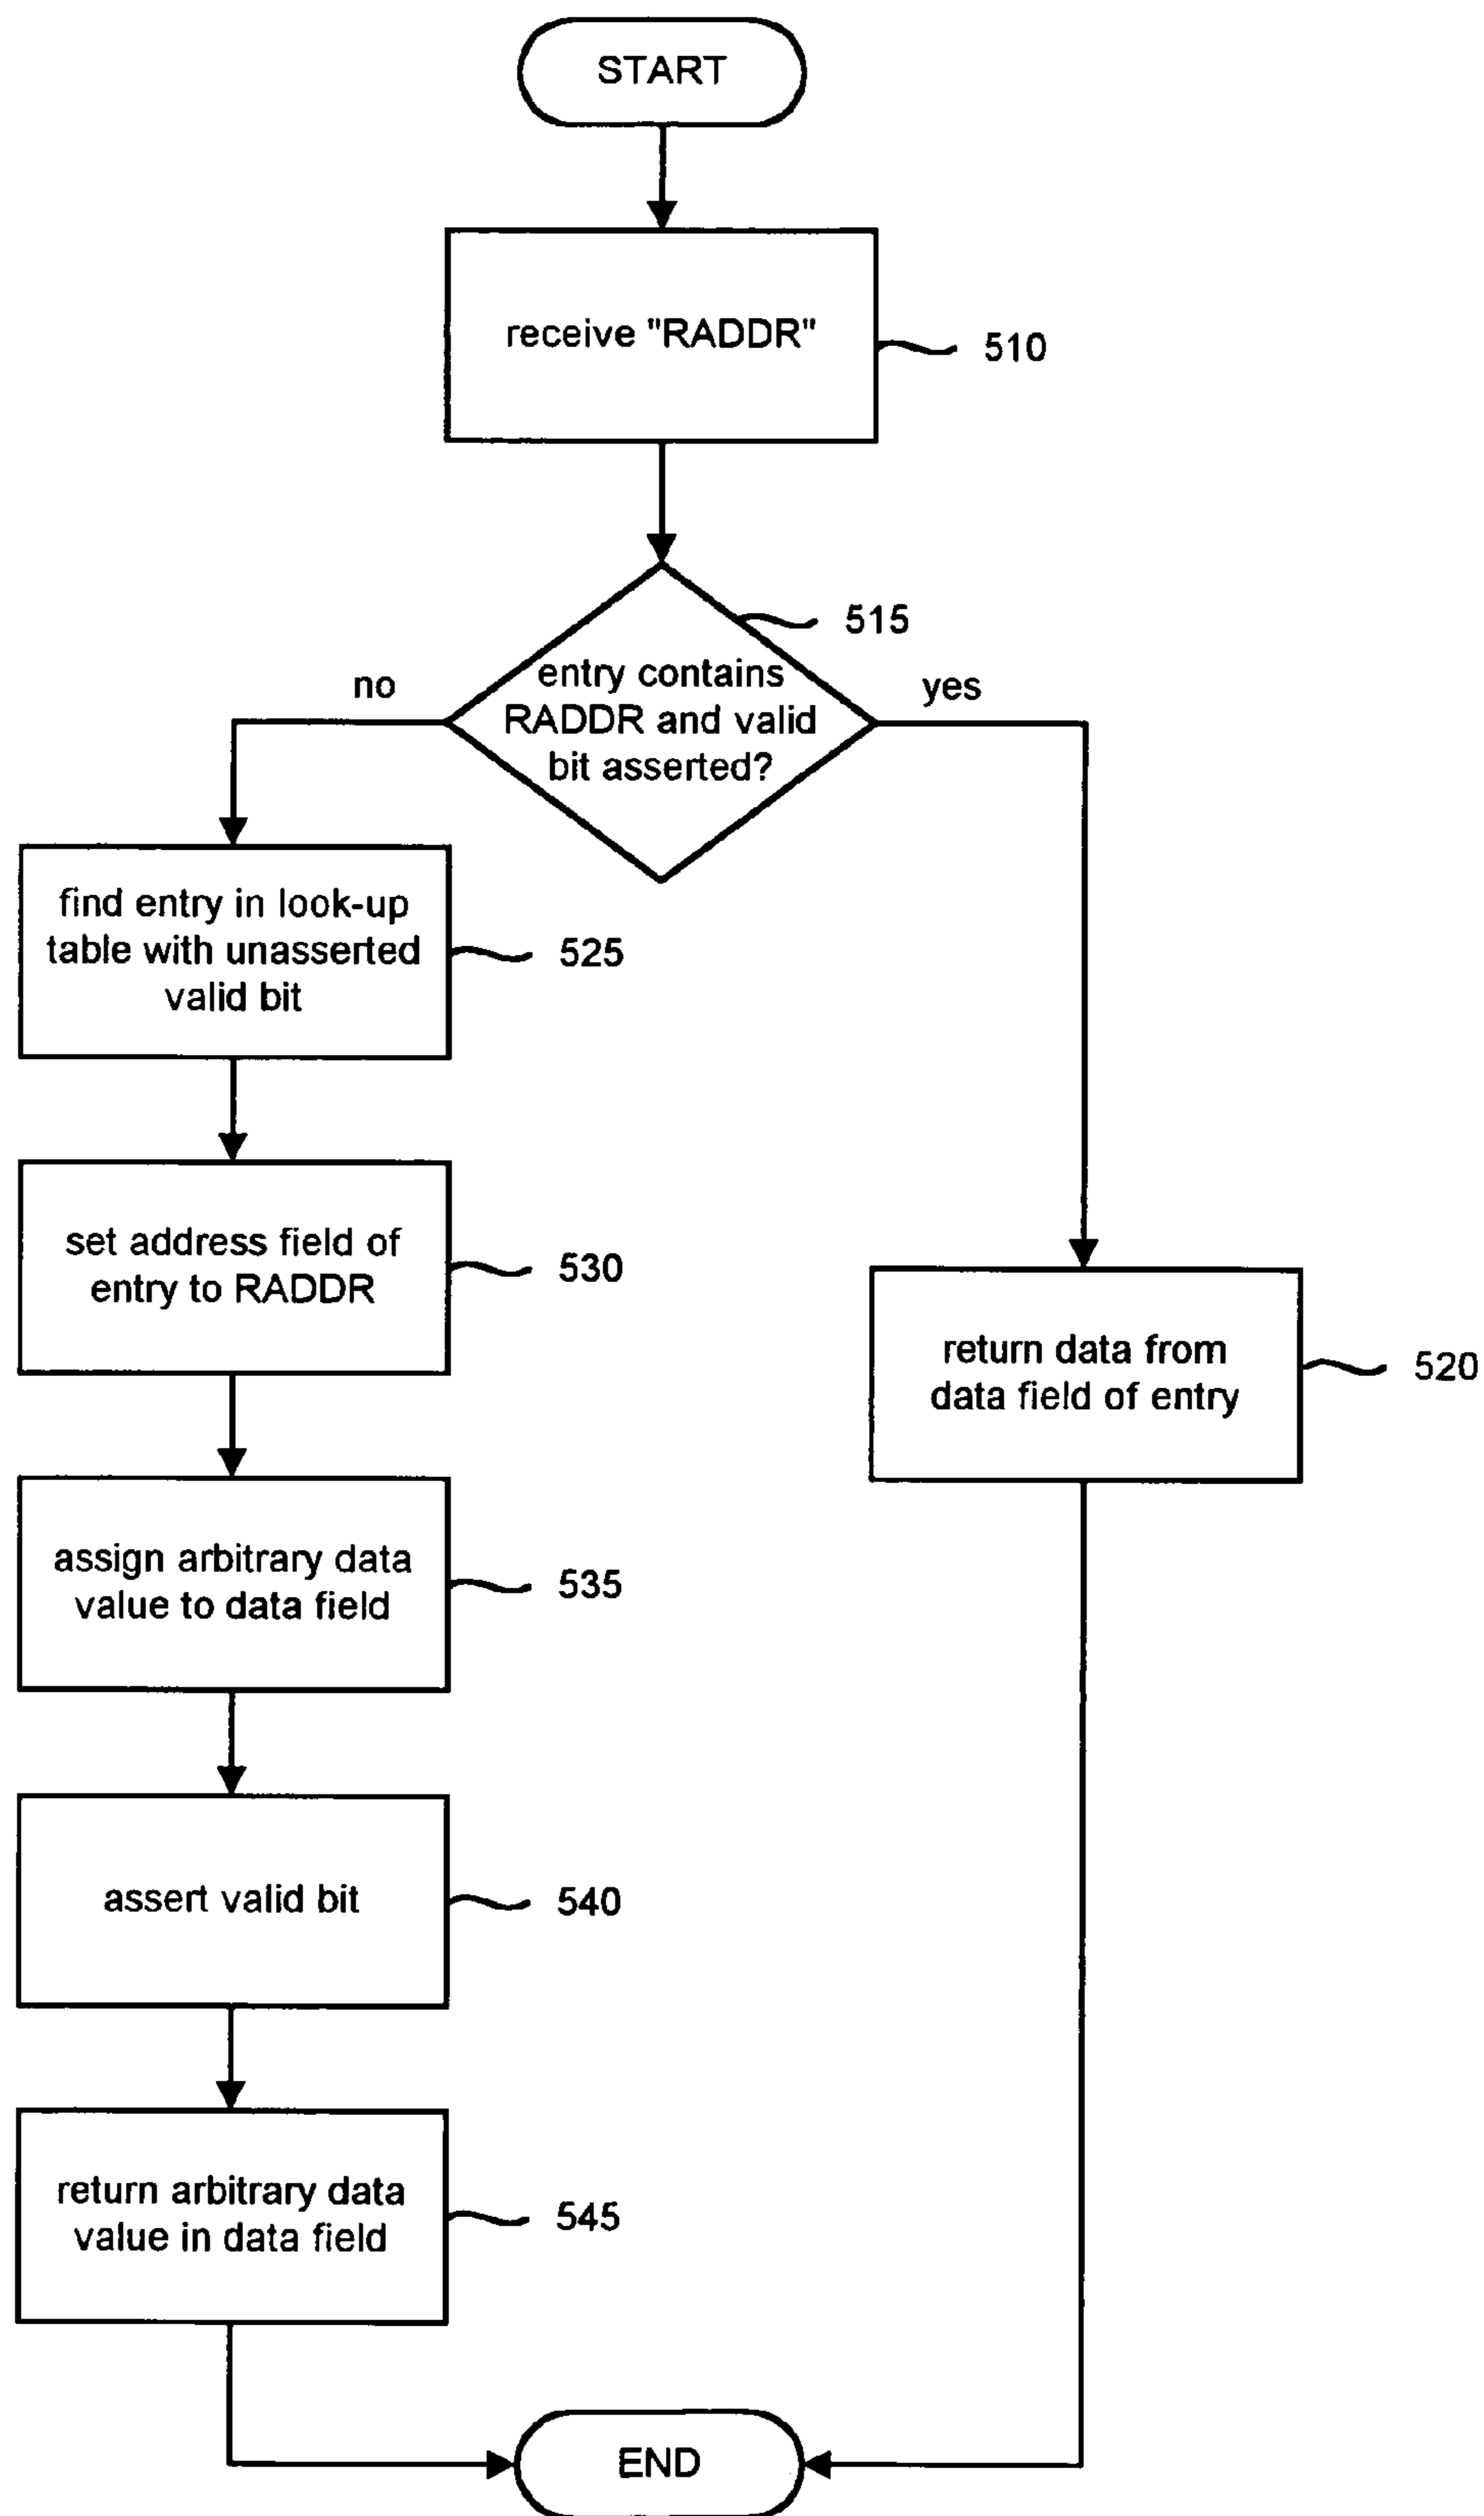 START
receive "RADDR"
510
515
entry contains
RADDR and valid
bit asserted?
no
yes
find entry in look-up
table with unasserted
valid bit
525
set address field of
entry to RADDR
530
return data from
data field of entry
520
assign arbitrary data
value to data field
535
assert valid bit
540
return arbitrary data
value in data field
545
END